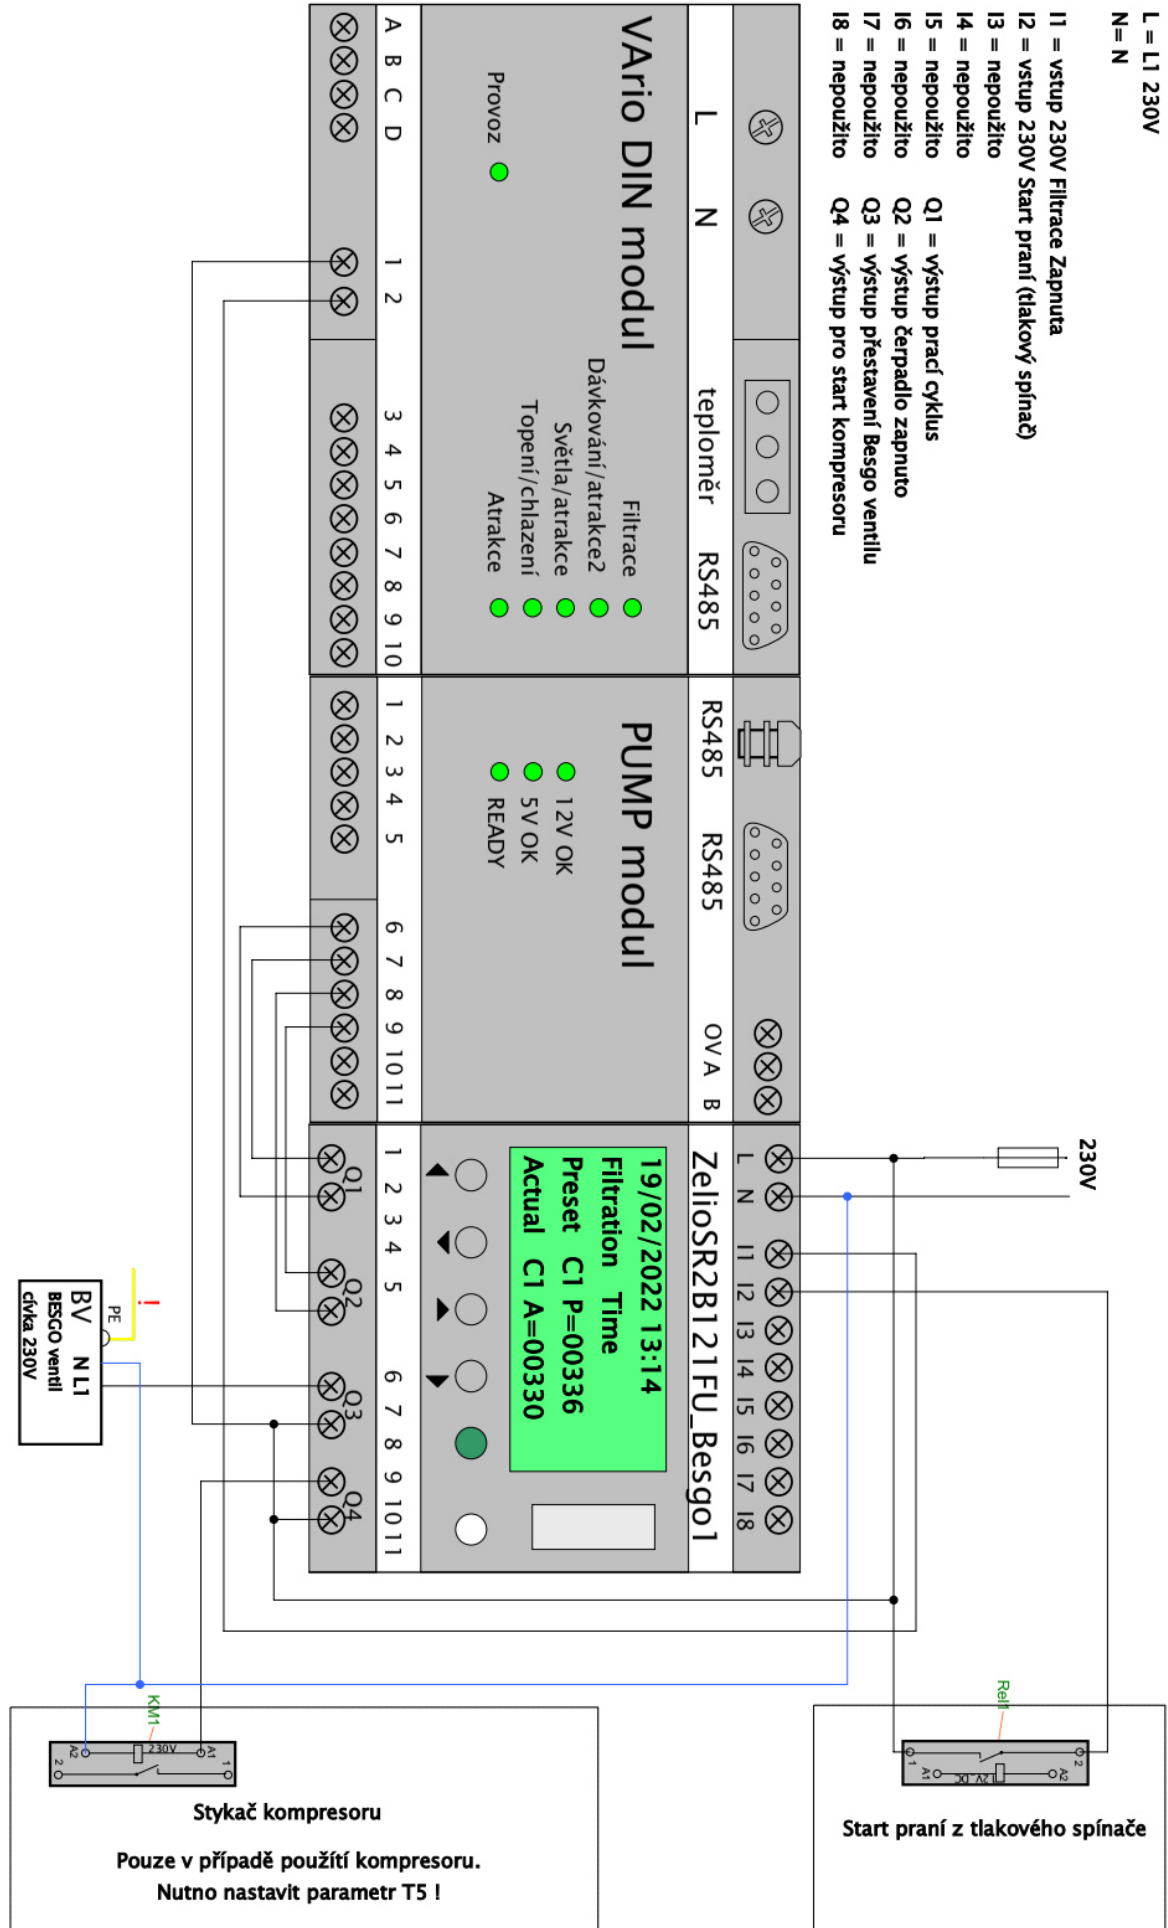 L = L1 230V
N= N
I1 = vstup 230V Filtrace Zapnuta
I2 = vstup 230V Start praní (tlakový spínač)
I3 = nepoužito
I4 = nepoužito
I5 = nepoužito
I6 = nepoužito
I7 = nepoužito
I8 = nepoužito
Q1 = výstup prací cyklus
Q2 = výstup čerpadlo zapnuto
Q3 = výstup přestavení Besgo ventilu
Q4 = výstup pro start kompresoru
L N teploměr RS485
VArio DIN modul
Filtrace
Dávkování/atrakce2
Světla/atrakce
Topení/chlazení
Provoz
Atrakce
A B C D 1 2 3 4 5 6 7 8 9 10
RS485 RS485 OV A B
PUMP modul
12V OK
5V OK
READY
1 2 3 4 5 6 7 8 9 10 11
230V
L N I1 I2 I3 I4 I5 I6 I7 I8
ZelioSR2B121FU_Besgo1
19/02/2022 13:14
Filtration Time
Preset C1 P=00336
Actual C1 A=00330
1 2 3 4 5 6 7 8 9 10 11
Q1 Q2 Q3 Q4
!
PE
BV N L1
BESGO ventil
cívka 230V
KM1
A2 230V A1
2 1
Stykač kompresoru
Pouze v případě použítí kompresoru.
Nutno nastavit parametr T5 !
Rel1
1 2
A1 12V_DC A2
Start praní z tlakového spínače